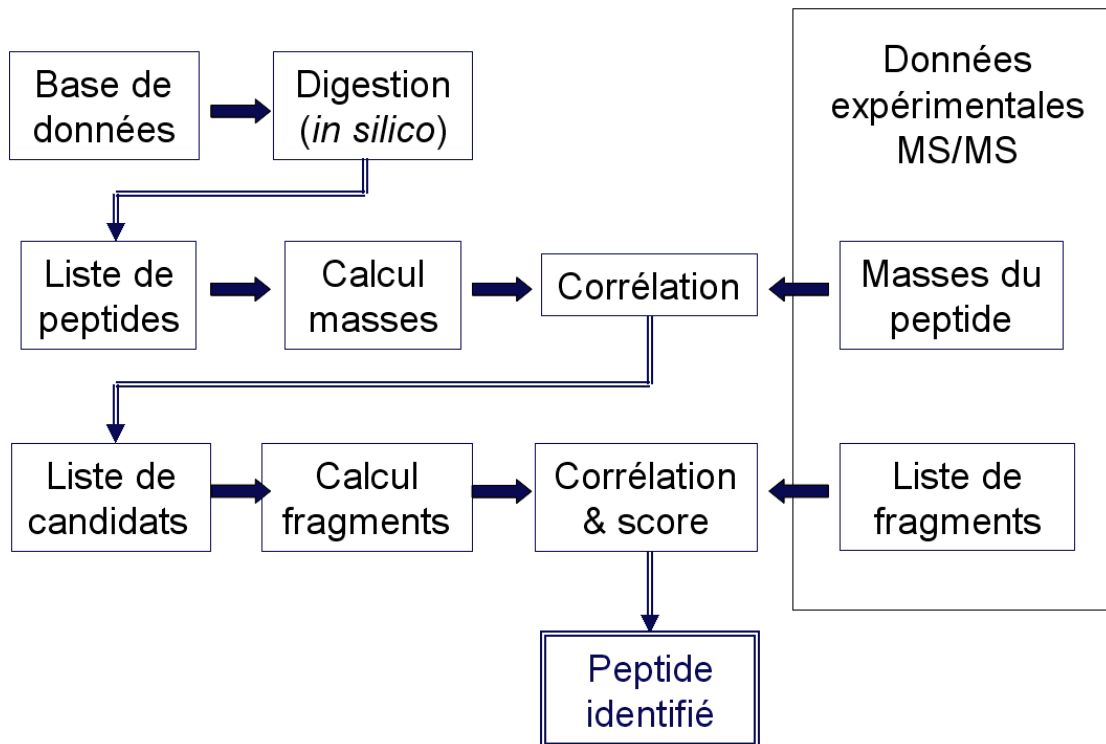 Base de
données
Digestion
(in silico)
Données
expérimentales
MS/MS
Liste de
peptides
Calcul
masses
Corrélation
Masses du
peptide
Liste de
candidats
Calcul
fragments
Corrélation
& score
Liste de
fragments
Peptide
identifié